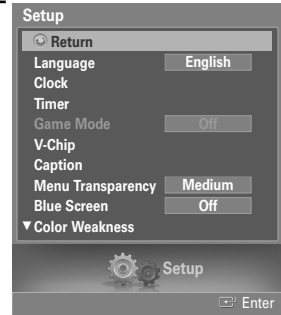 Setup
Return
Language English
Clock
Timer
Game Mode Off
V-Chip
Caption
Menu Transparency Medium
Blue Screen Off
▼Color Weakness
Setup
Enter